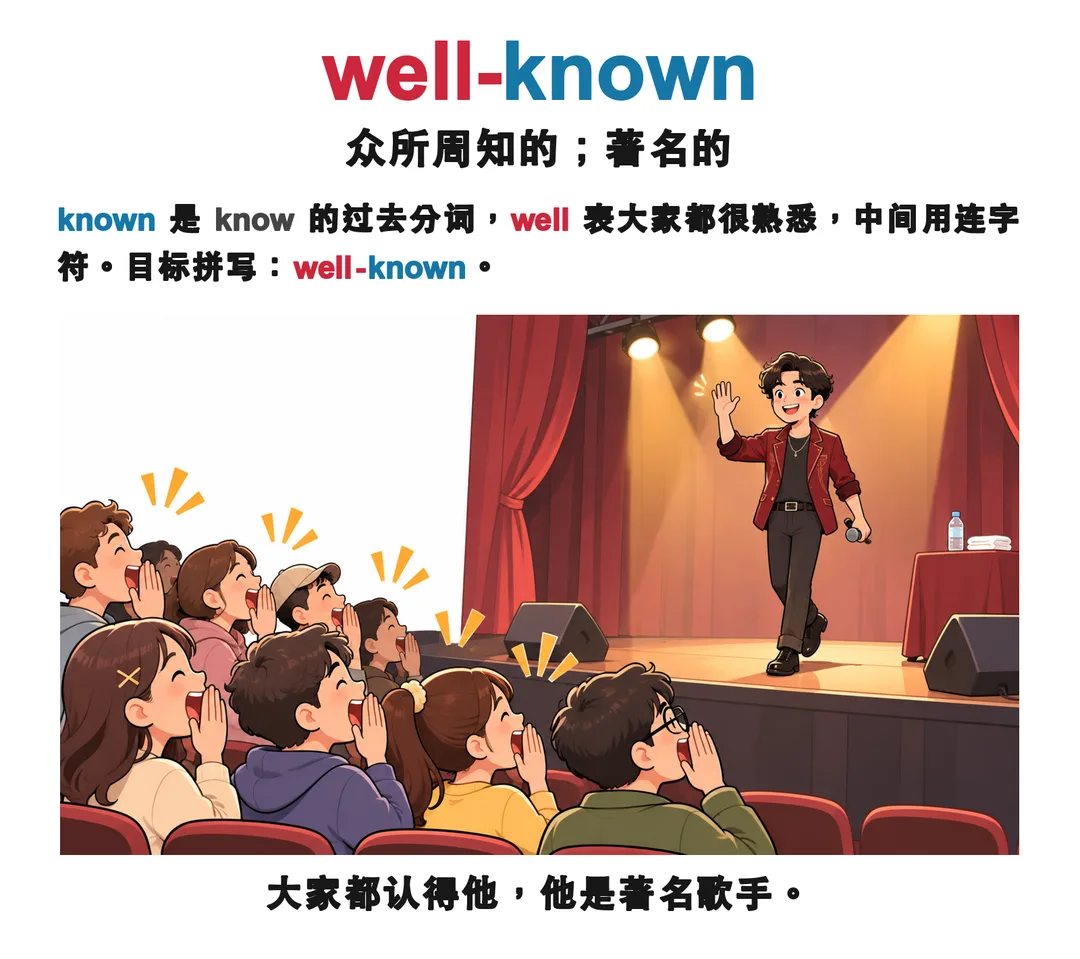 well-known
众所周知的；著名的
known 是 know 的过去分词，well 表大家都很熟悉，中间用连字
符。目标拼写：well-known。
大家都认得他，他是著名歌手。